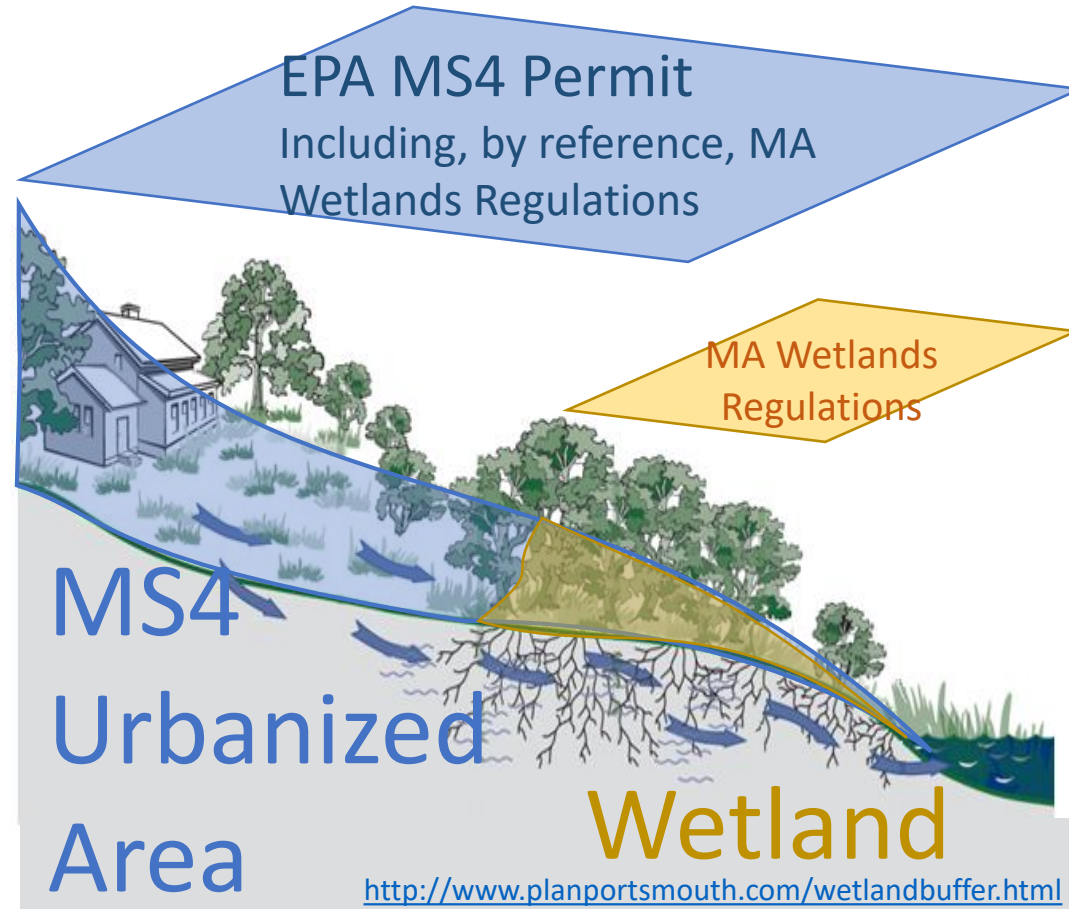 EPA MS4 Permit
Including, by reference, MA
Wetlands Regulations
MA Wetlands
Regulations
MS4
Urbanized
Area
Wetland
http://www.planportsmouth.com/wetlandbuffer.html